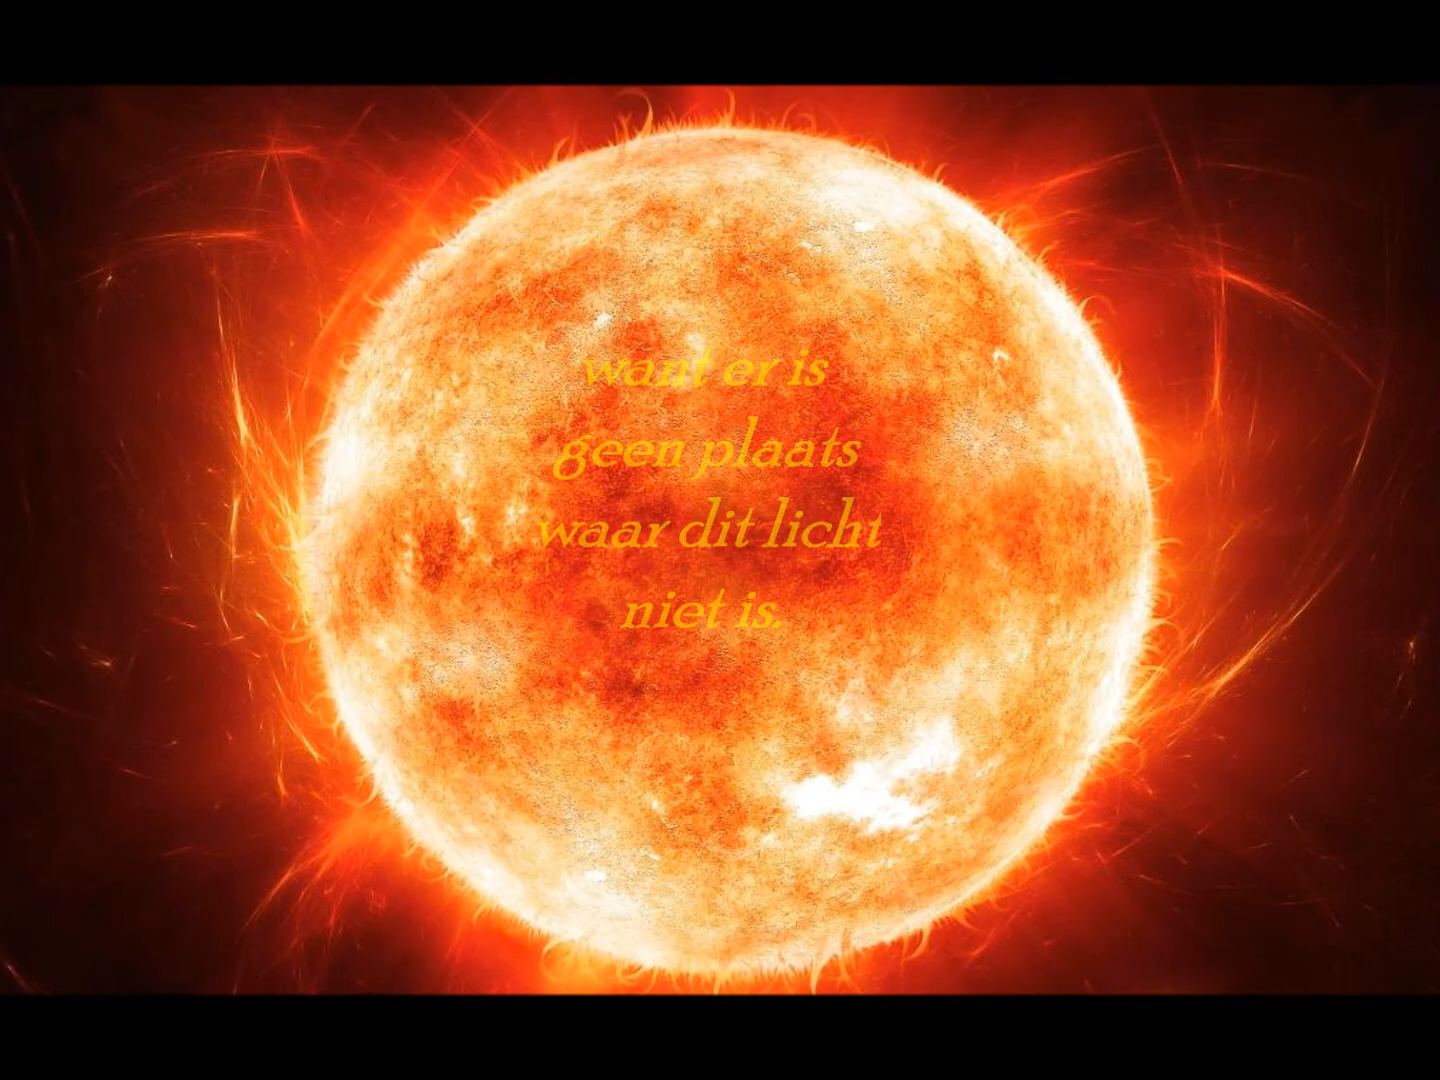 want er is
geen plaats
waar dit licht
niet is.